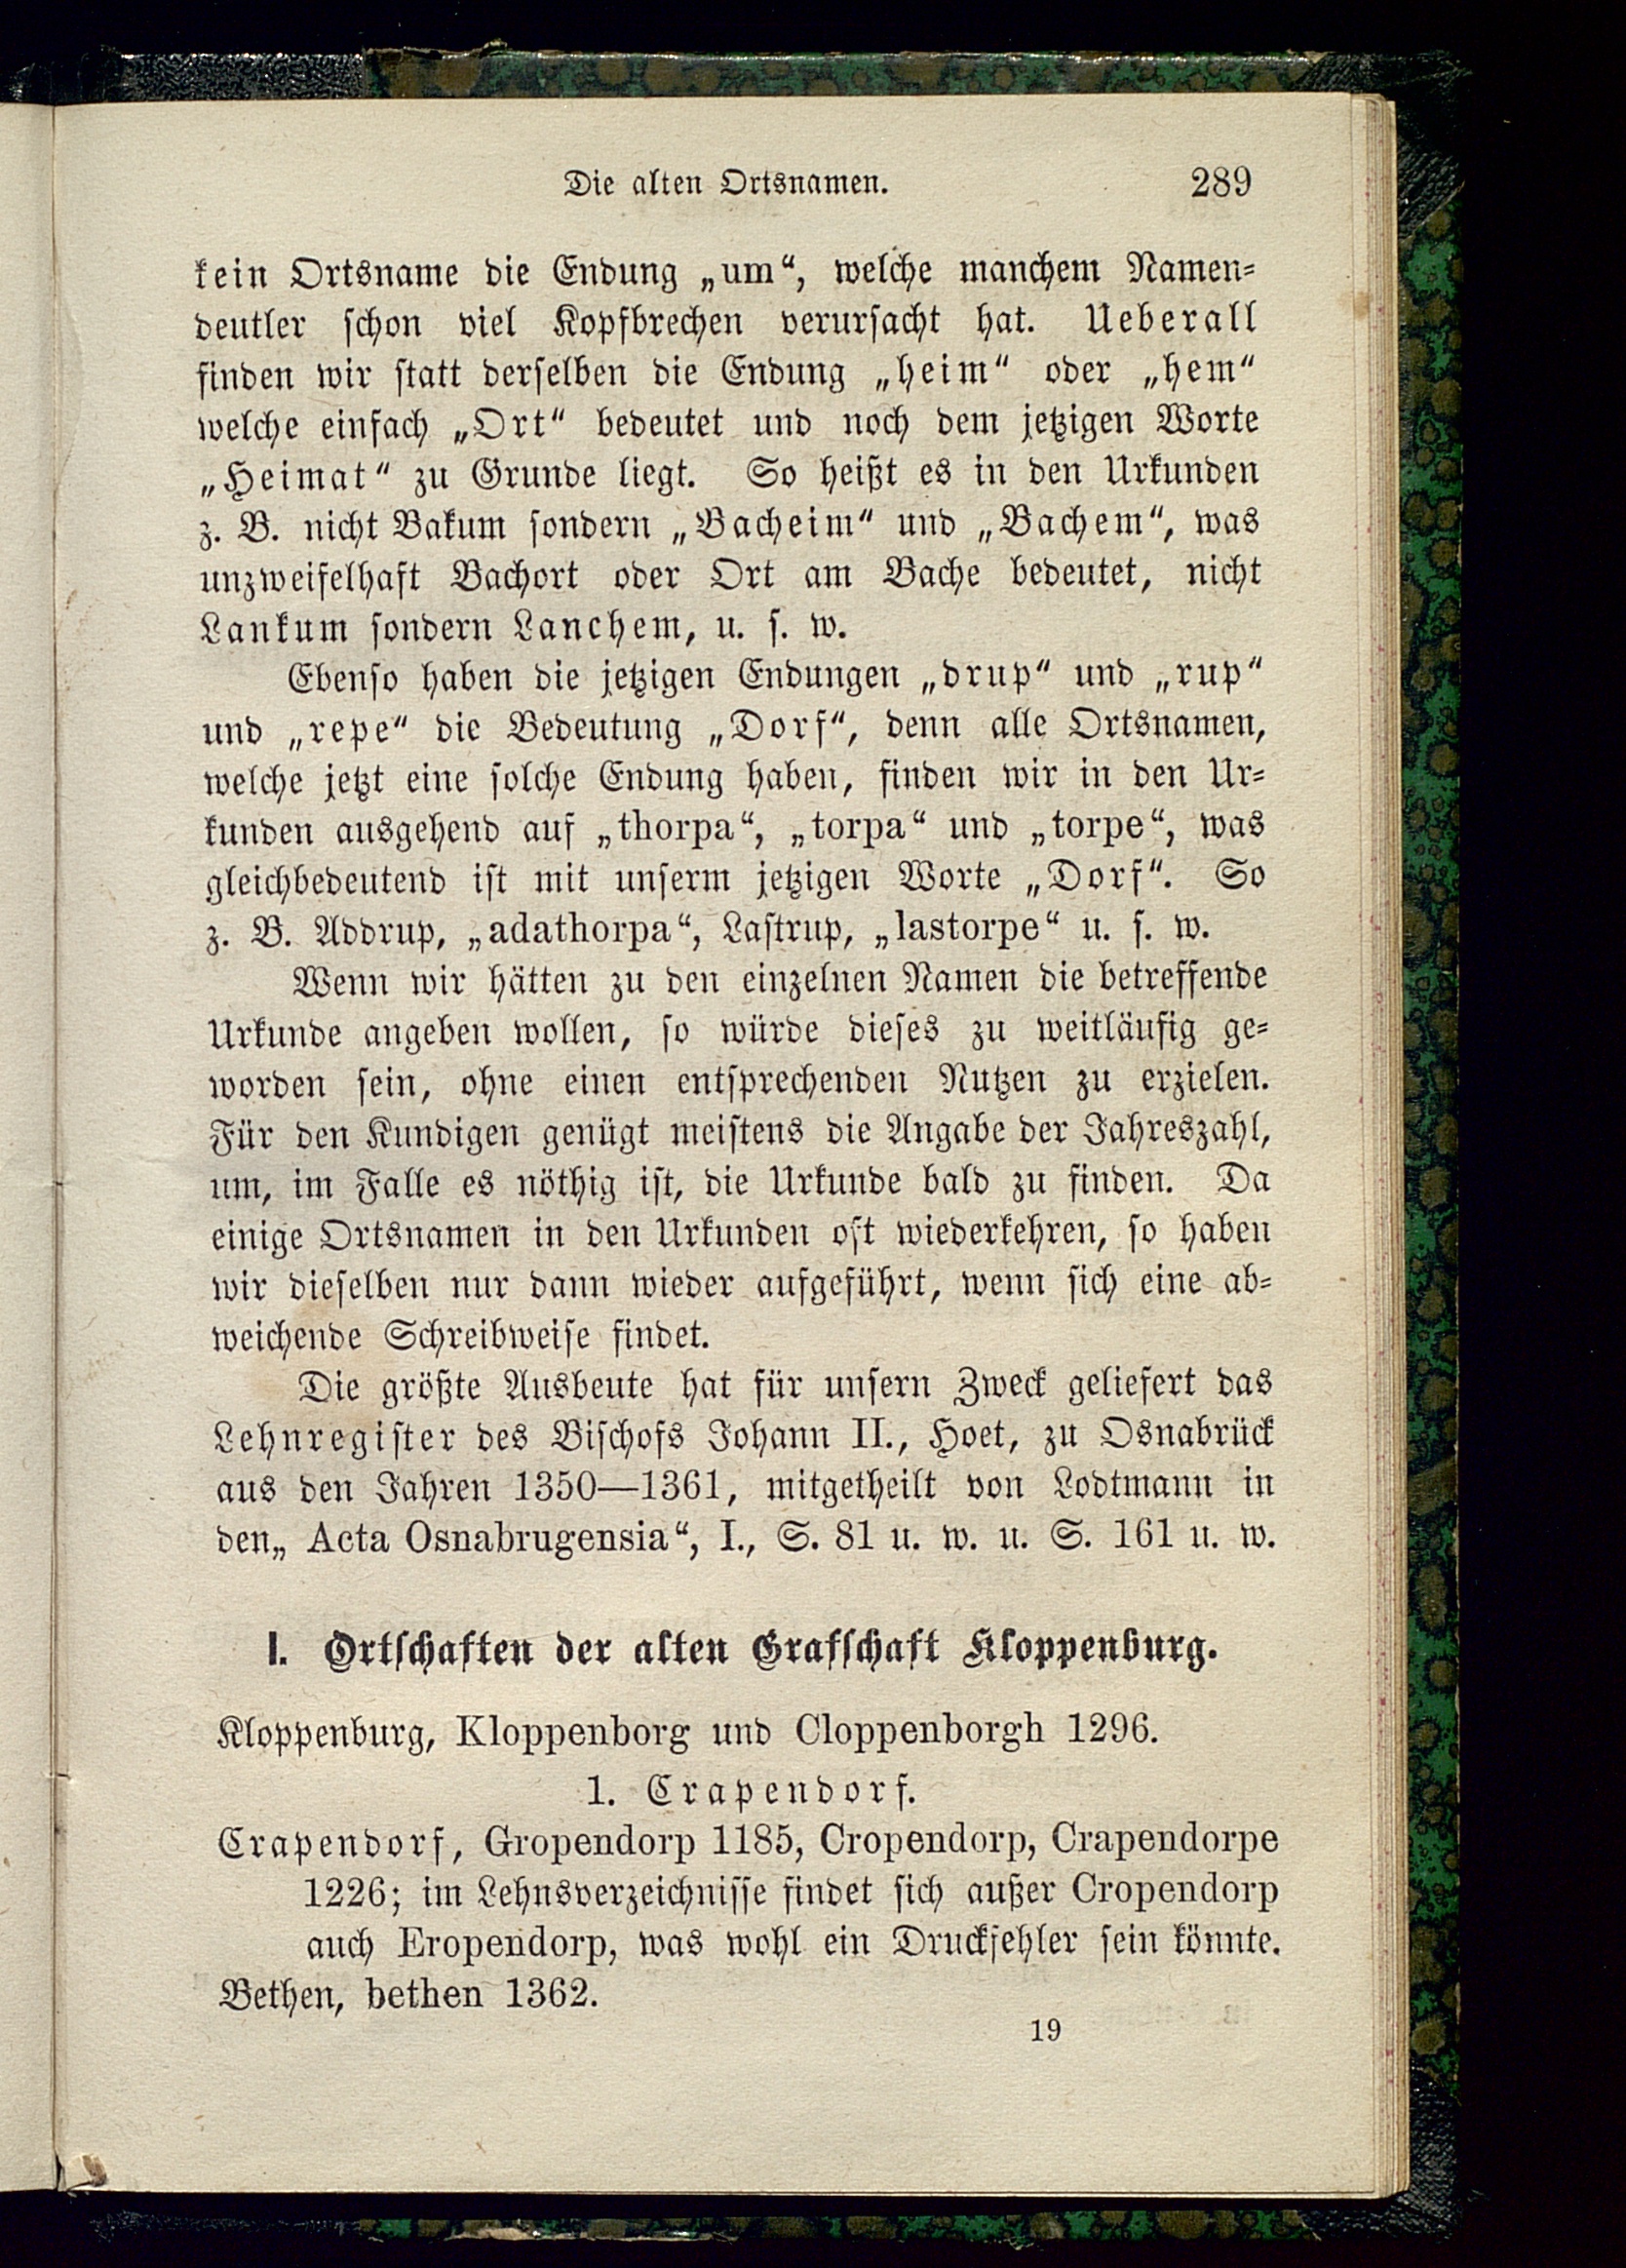 Die alten Ortsnamen. 289
kein Ortsname die Endung „um“, welche manchem Namen-
deutler schon viel Kopfbrechen verursacht hat. Ueberall
finden wir statt derselben die Endung „heim“ oder „hem“
welche einfach „Ort“ bedeutet und noch dem jetzigen Worte
„Heimat“ zu Grunde liegt. So heißt es in den Urkunden
z. B. nicht Bakum sondern „Bacheim“ und „Bachem“, was
unzweifelhaft Bachort oder Ort am Bache bedeutet, nicht
Lankum sondern Lanchem, u. s. w.
Ebenso haben die jetzigen Endungen „drup“ und „rup“
und „repe“ die Bedeutung „Dorf“, denn alle Ortsnamen,
welche jetzt eine solche Endung haben, finden wir in den Ur-
kunden ausgehend auf „thorpa“, „torpa“ und „torpe“, was
gleichbedeutend ist mit unserm jetzigen Worte „Dorf“. So
z. B. Addrup, „adathorpa“, Lastrup, „lastorpe“ u. s. w.
Wenn wir hätten zu den einzelnen Namen die betreffende
Urkunde angeben wollen, so würde dieses zu weitläufig ge-
worden sein, ohne einen entsprechenden Nutzen zu erzielen.
Für den Kundigen genügt meistens die Angabe der Jahreszahl,
um, im Falle es nöthig ist, die Urkunde bald zu finden. Da
einige Ortsnamen in den Urkunden oft wiederkehren, so haben
wir dieselben nur dann wieder aufgeführt, wenn sich eine ab-
weichende Schreibweise findet.
Die größte Ausbeute hat für unsern Zweck geliefert das
Lehnregister des Bischofs Johann II., Hoet, zu Osnabrück
aus den Jahren 1350—1361, mitgetheilt von Lodtmann in
den„ Acta Osnabrugensia“, I., S. 81 u. w. u. S. 161 u. w.
I. Ortschaften der alten Grafschaft Kloppenburg.
Kloppenburg, Kloppenborg und Cloppenborgh 1296.
1. Crapendorf.
Crapendorf, Gropendorp 1185, Cropendorp, Crapendorpe
1226; im Lehnsverzeichnisse findet sich außer Cropendorp
auch Eropendorp, was wohl ein Druckfehler sein könnte.
Bethen, bethen 1362.
19